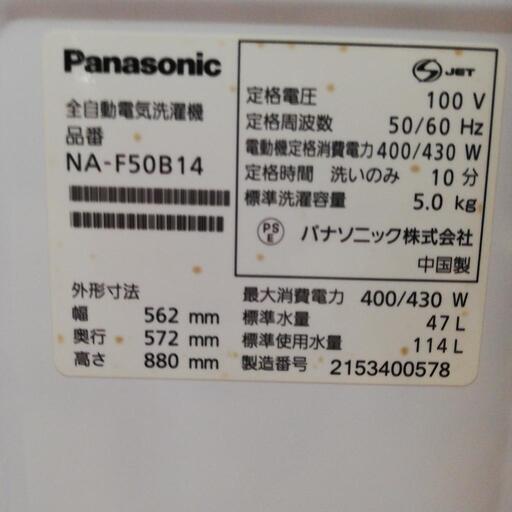 Panasonic
全自動電気洗濯機
品番
NA-F50B14
外形寸法
幅 562 mm
奥行 572 mm
高さ 880 mm
JET
定格電圧 100 V
定格周波数 50/60 Hz
電動機定格消費電力 400/430 W
定格時間 洗いのみ 10 分
標準洗濯容量 5.0 kg
PS
E
パナソニック株式会社
中国製
最大消費電力 400/430 W
標準水量 47 L
標準使用水量 114 L
製造番号 2153400578